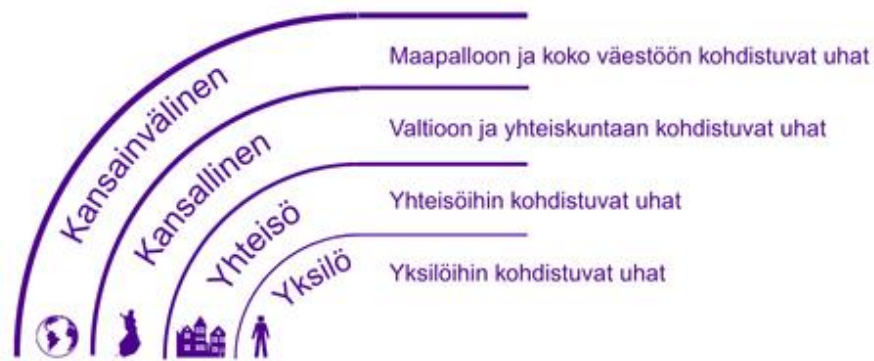 Kansainvälinen
Maapalloon ja koko väestöön kohdistuvat uhat
Kansallinen
Valtioon ja yhteiskuntaan kohdistuvat uhat
Yhteisö
Yhteisöihin kohdistuvat uhat
Yksilö
Yksilöihin kohdistuvat uhat